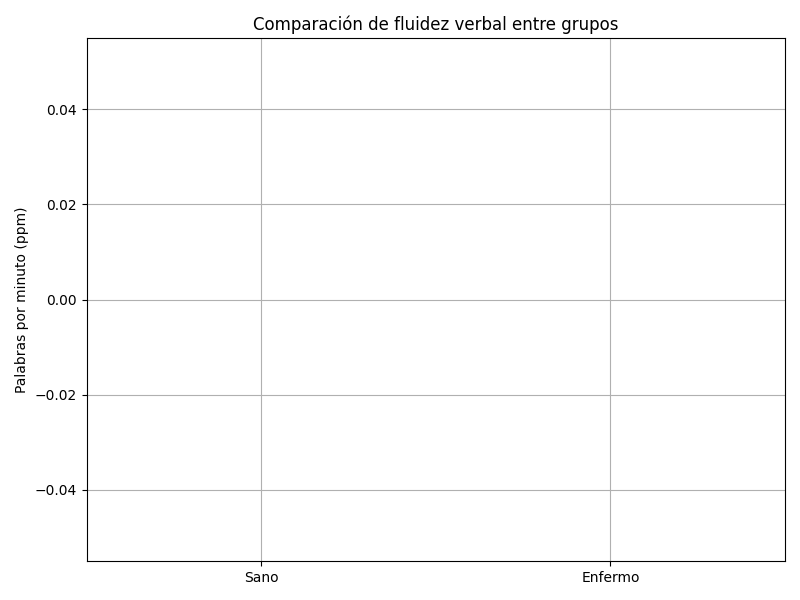 Comparación de fluidez verbal entre grupos
Palabras por minuto (ppm)
0.04
0.02
0.00
−0.02
−0.04
Sano Enfermo